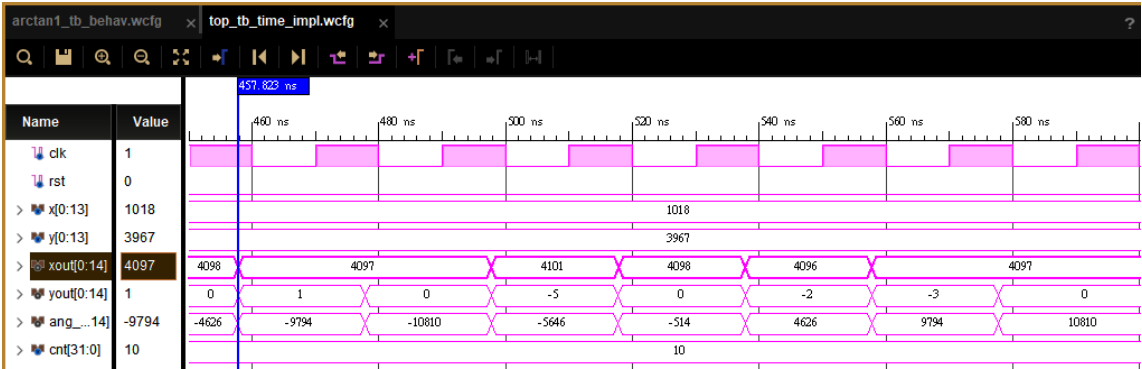 arctan1_tb_behav.wcfg × top_tb_time_impl.wcfg × ?
457.823 ns
Name Value 460 ns 480 ns 500 ns 520 ns 540 ns 560 ns 580 ns
clk 1
rst 0
> x[0:13] 1018 1018
> y[0:13] 3967 3967
> xout[0:14] 4097 4098 4097 4101 4098 4096 4097
> yout[0:14] 1 0 1 0 -5 0 -2 -3 0
> ang_...14] -9794 -4626 -9794 -10810 -5646 -514 4626 9794 10810
> cnt[31:0] 10 10